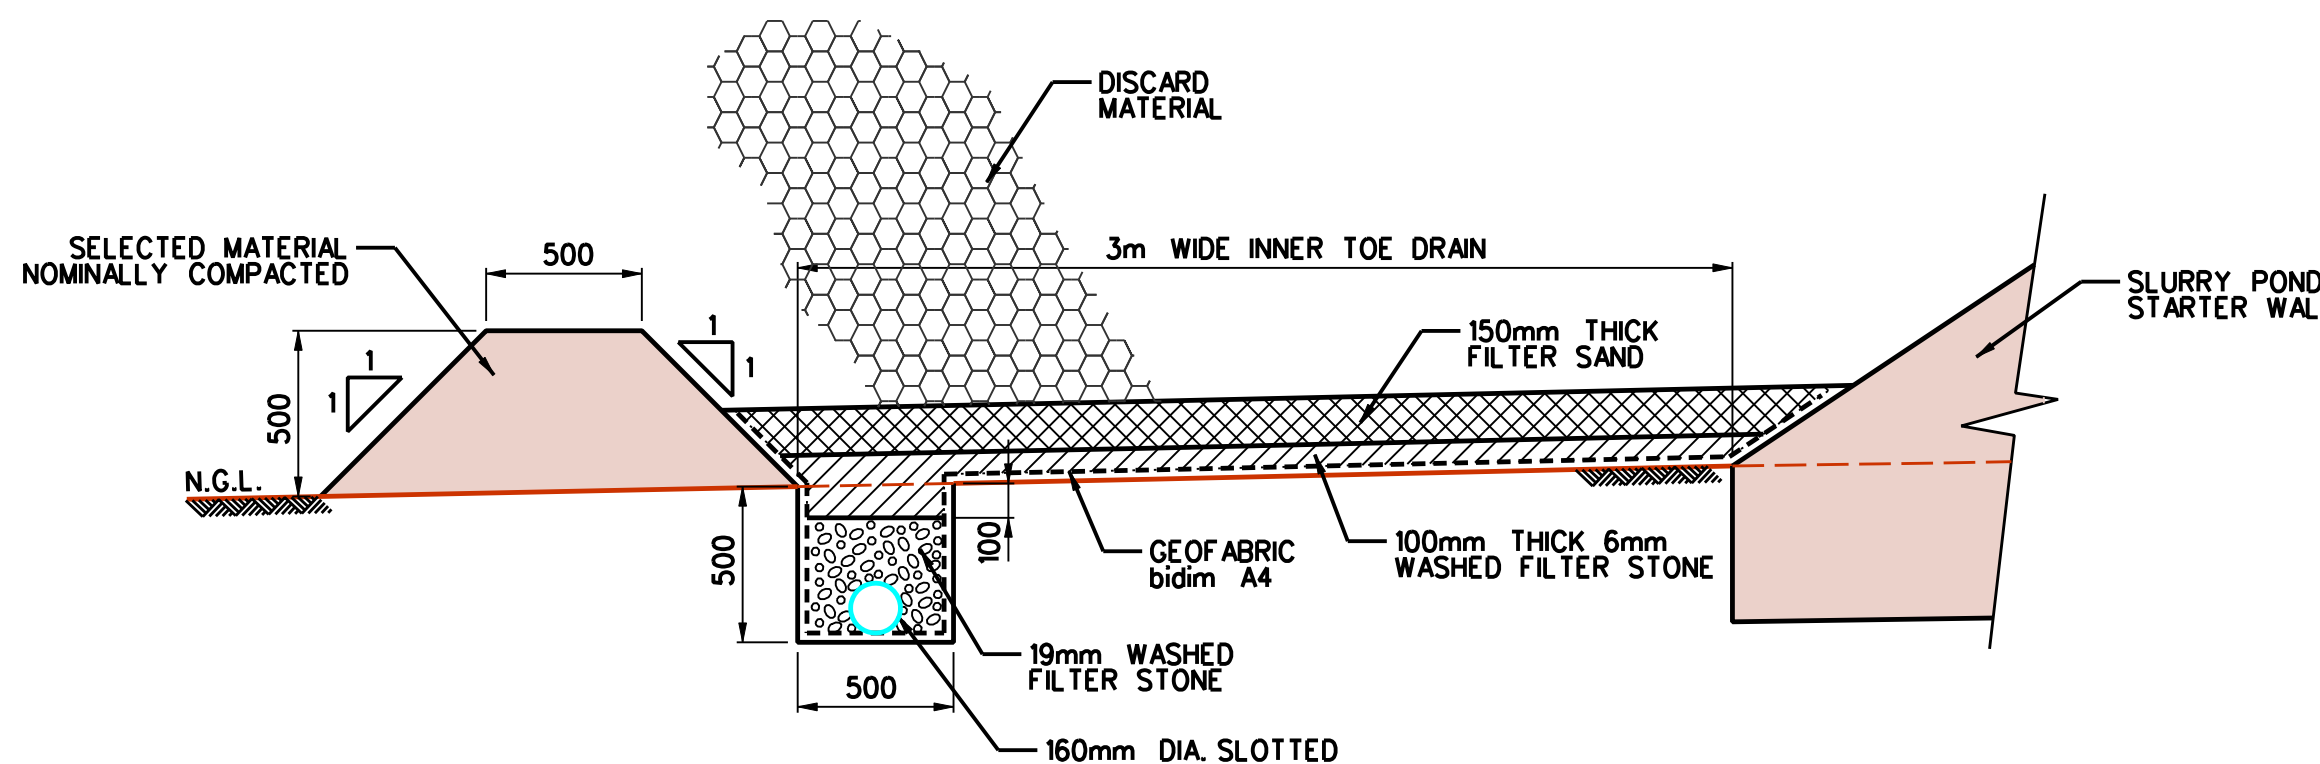 DISCARD
MATERIAL
SELECTED MATERIAL
NOMINALLY COMPACTED
500
3m WIDE INNER TOE DRAIN
SLURRY POND
STARTER WAL
1
1
1
1
150mm THICK
FILTER SAND
500
N.G.L.
500
100
GEOFABRIC
bidim A4
100mm THICK 6mm
WASHED FILTER STONE
19mm WASHED
FILTER STONE
500
160mm DIA. SLOTTED